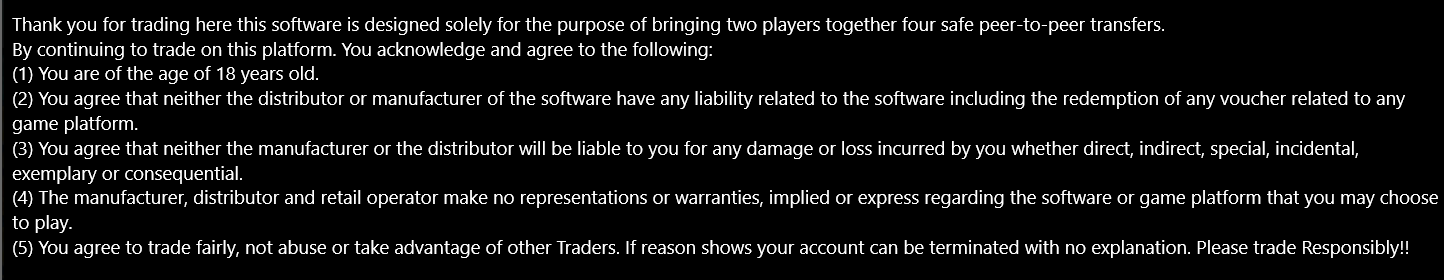 Thank you for trading here this software is designed solely for the purpose of bringing two players together four safe peer-to-peer transfers.
By continuing to trade on this platform. You acknowledge and agree to the following:
(1) You are of the age of 18 years old.
(2) You agree that neither the distributor or manufacturer of the software have any liability related to the software including the redemption of any voucher related to any
game platform.
(3) You agree that neither the manufacturer or the distributor will be liable to you for any damage or loss incurred by you whether direct, indirect, special, incidental,
exemplary or consequential.
(4) The manufacturer, distributor and retail operator make no representations or warranties, implied or express regarding the software or game platform that you may choose
to play.
(5) You agree to trade fairly, not abuse or take advantage of other Traders. If reason shows your account can be terminated with no explanation. Please trade Responsibly!!